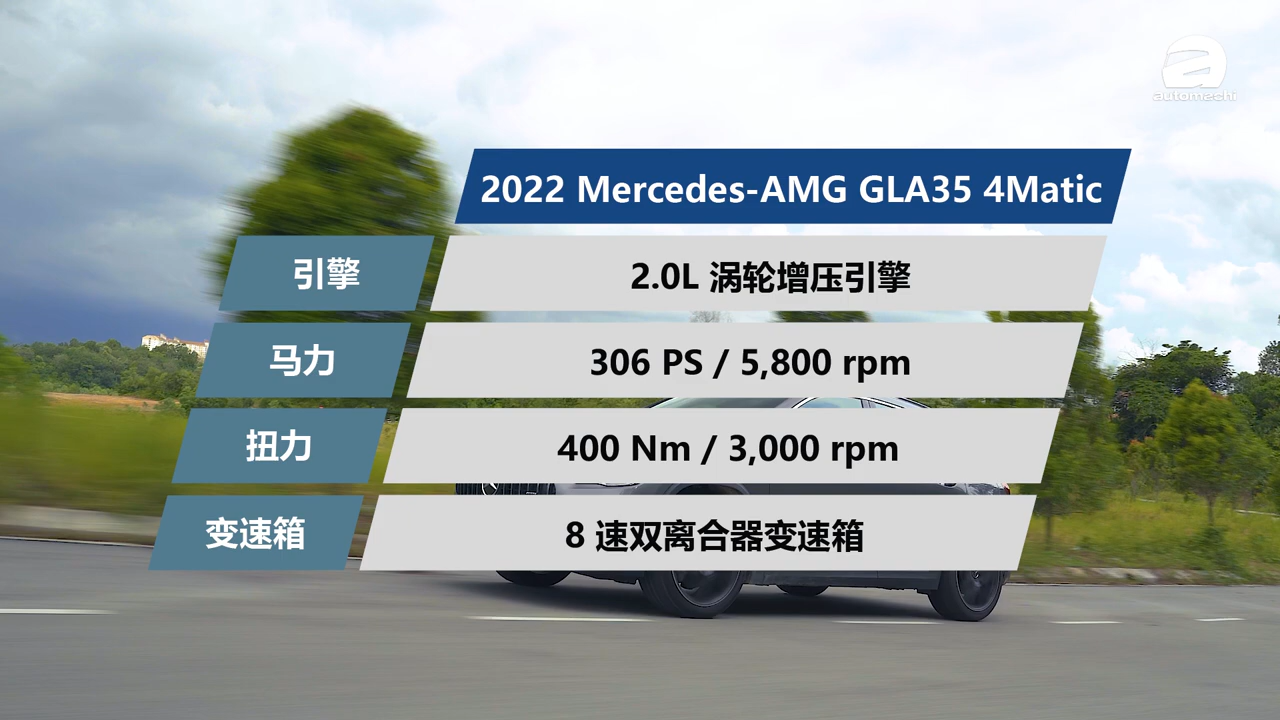 automachi
2022 Mercedes-AMG GLA35 4Matic
引擎 2.0L 涡轮增压引擎
马力 306 PS / 5,800 rpm
扭力 400 Nm / 3,000 rpm
变速箱 8 速双离合器变速箱